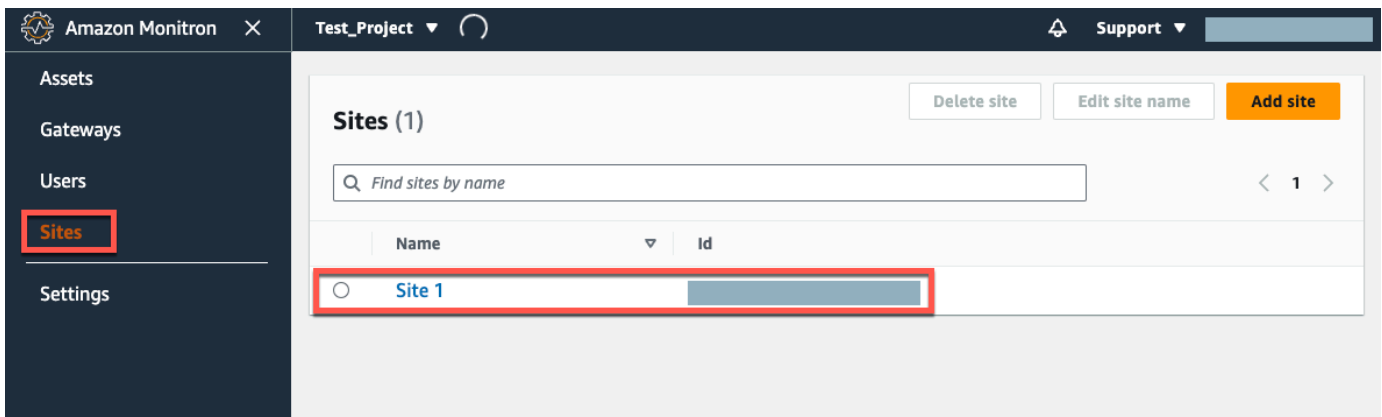 Amazon Monitron
Test_Project
Support
Assets
Gateways
Users
Sites
Settings
Sites (1)
Delete site
Edit site name
Add site
Find sites by name
1
Name
Id
Site 1